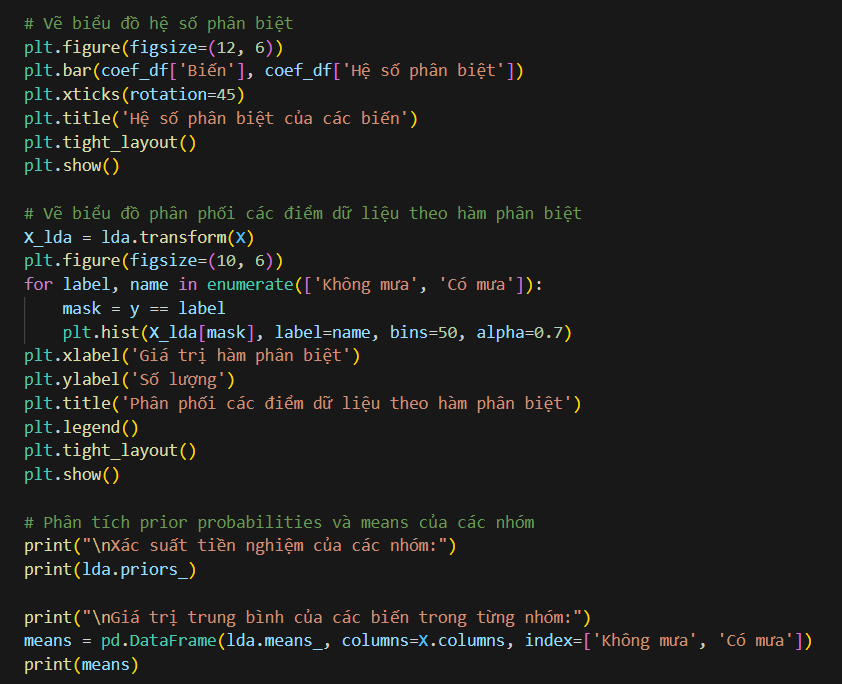 # Vẽ biểu đồ hệ số phân biệt
plt.figure(figsize=(12, 6))
plt.bar(coef_df['Biến'], coef_df['Hệ số phân biệt'])
plt.xticks(rotation=45)
plt.title('Hệ số phân biệt của các biến')
plt.tight_layout()
plt.show()
# Vẽ biểu đồ phân phối các điểm dữ liệu theo hàm phân biệt
X_lda = lda.transform(X)
plt.figure(figsize=(10, 6))
for label, name in enumerate(['Không mưa', 'Có mưa']):
    mask = y == label
    plt.hist(X_lda[mask], label=name, bins=50, alpha=0.7)
plt.xlabel('Giá trị hàm phân biệt')
plt.ylabel('Số lượng')
plt.title('Phân phối các điểm dữ liệu theo hàm phân biệt')
plt.legend()
plt.tight_layout()
plt.show()
# Phân tích prior probabilities và means của các nhóm
print("\nXác suất tiền nghiệm của các nhóm:")
print(lda.priors_)
print("\nGiá trị trung bình của các biến trong từng nhóm:")
means = pd.DataFrame(lda.means_, columns=X.columns, index=['Không mưa', 'Có mưa'])
print(means)